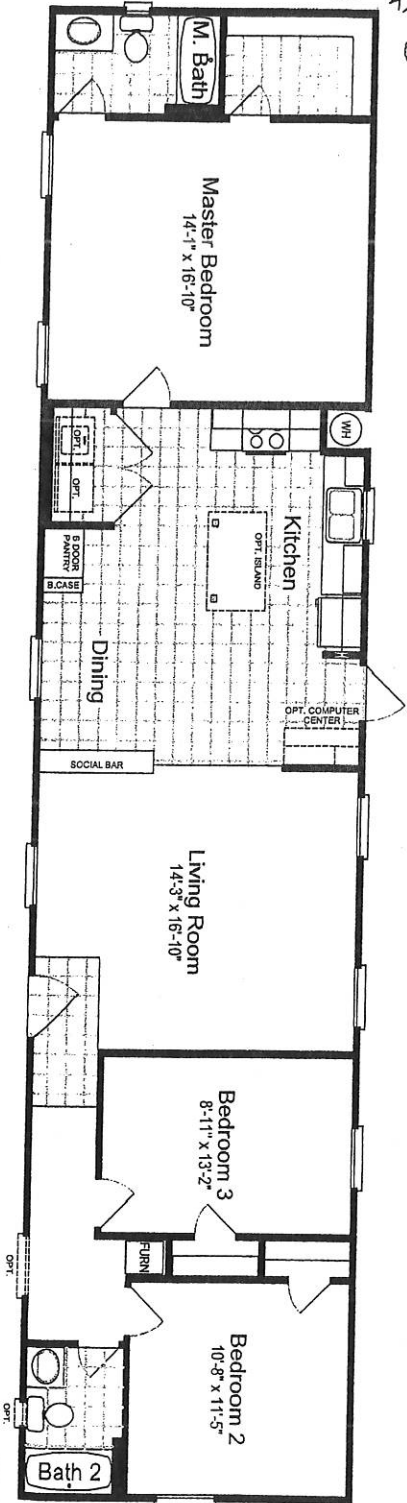 M. Bath
Master Bedroom
14'-1" x 16'-10"
WH
OPT.
OPT.
Kitchen
OPT. ISLAND
6 DOOR
PANTRY
B.CASE
Dining
OPT. COMPUTER
CENTER
SOCIAL BAR
Living Room
14'-3" x 16'-10"
Bedroom 3
8'-11" x 13'-2"
FURN
OPT.
Bedroom 2
10'-8" x 11'-5"
OPT.
Bath 2